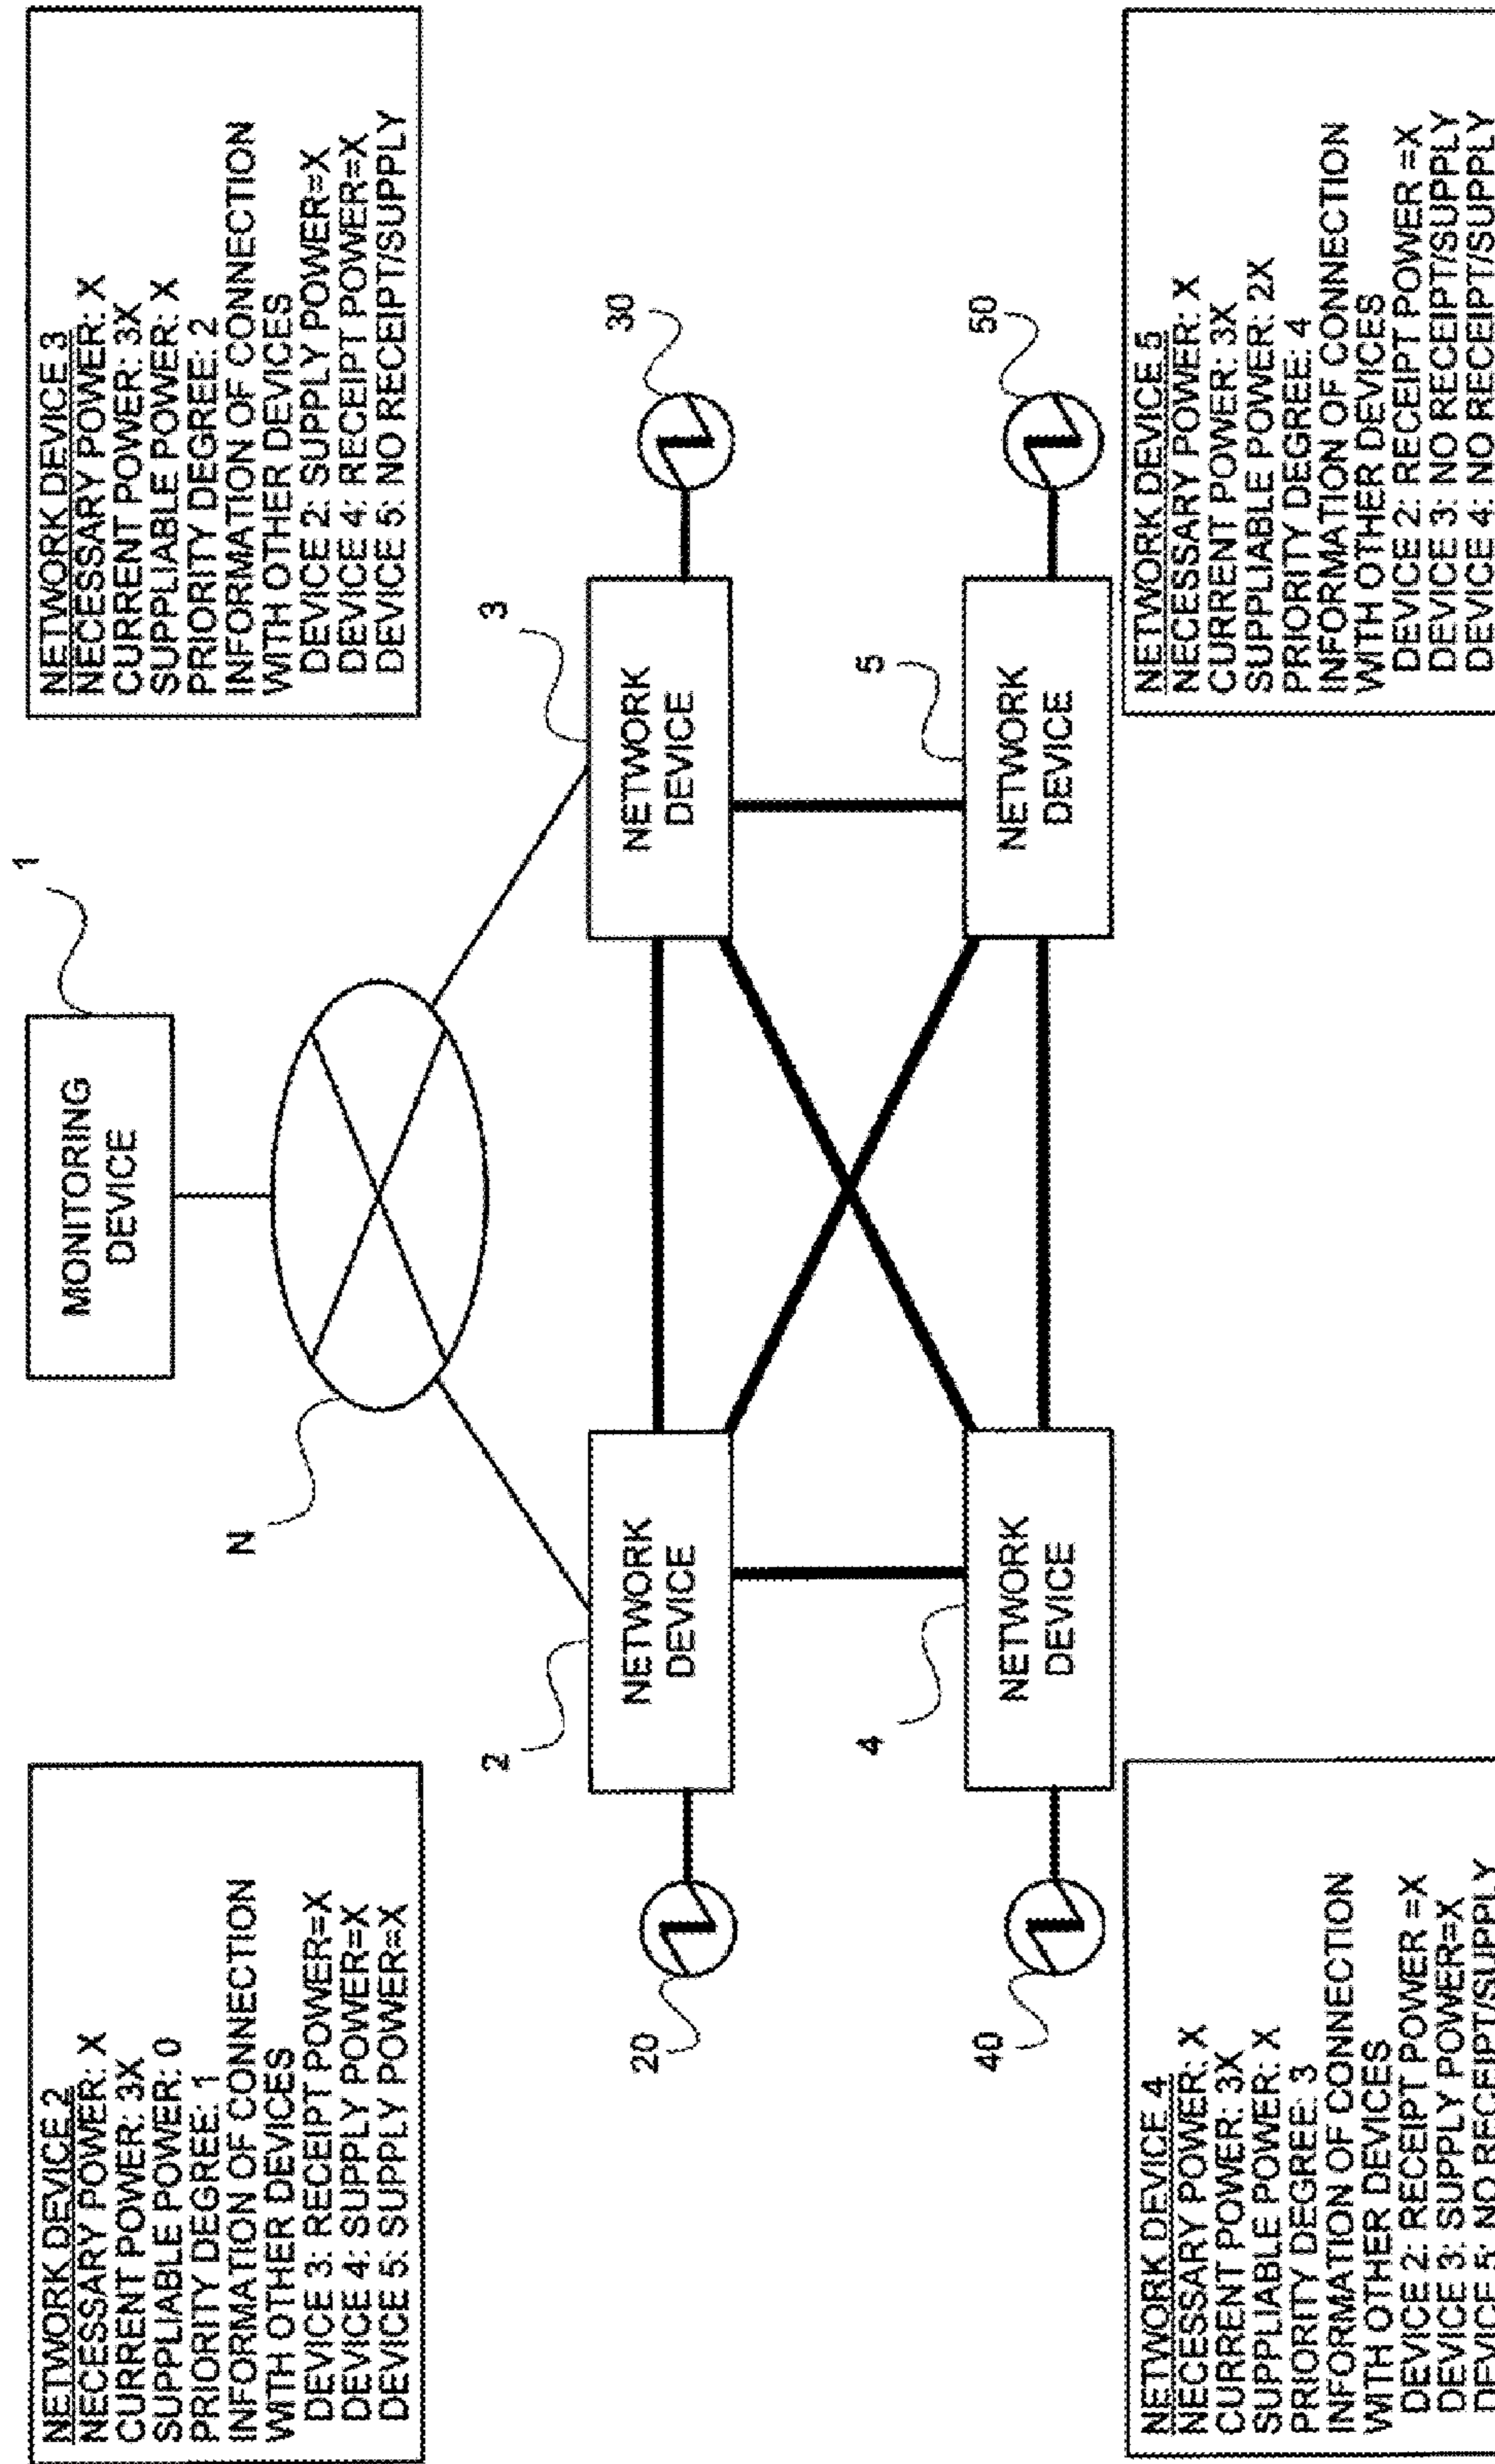 NETWORK DEVICE 2
NECESSARY POWER: X
CURRENT POWER: 3X
SUPPLIABLE POWER: 0
PRIORITY DEGREE: 1
INFORMATION OF CONNECTION
WITH OTHER DEVICES
DEVICE 3: RECEIPT POWER=X
DEVICE 4: SUPPLY POWER=X
DEVICE 5: SUPPLY POWER=X
MONITORING
DEVICE
1
N
NETWORK DEVICE 3
NECESSARY POWER: X
CURRENT POWER: 3X
SUPPLIABLE POWER: X
PRIORITY DEGREE: 2
INFORMATION OF CONNECTION
WITH OTHER DEVICES
DEVICE 2: SUPPLY POWER=X
DEVICE 4: RECEIPT POWER=X
DEVICE 5: NO RECEIPT/SUPPLY
2
3
20
NETWORK
DEVICE
NETWORK
DEVICE
30
4
5
40
NETWORK
DEVICE
NETWORK
DEVICE
50
NETWORK DEVICE 4
NECESSARY POWER: X
CURRENT POWER: 3X
SUPPLIABLE POWER: X
PRIORITY DEGREE: 3
INFORMATION OF CONNECTION
WITH OTHER DEVICES
DEVICE 2: RECEIPT POWER =X
DEVICE 3: SUPPLY POWER=X
DEVICE 5: NO RECEIPT/SUPPLY
NETWORK DEVICE 5
NECESSARY POWER: X
CURRENT POWER: 3X
SUPPLIABLE POWER: 2X
PRIORITY DEGREE: 4
INFORMATION OF CONNECTION
WITH OTHER DEVICES
DEVICE 2: RECEIPT POWER =X
DEVICE 3: NO RECEIPT/SUPPLY
DEVICE 4: NO RECEIPT/SUPPLY